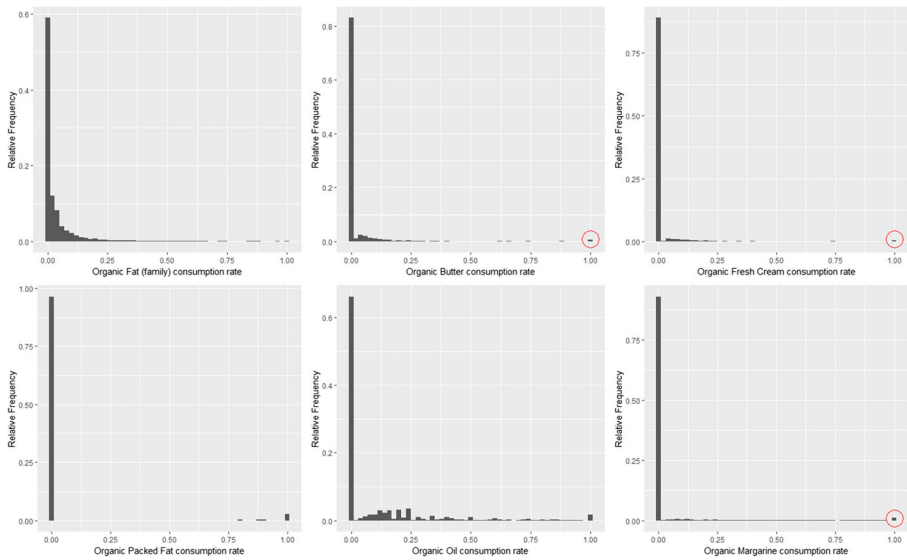 0.6
0.4
0.2
0.0
Relative Frequency
0.00 0.25 0.50 0.75 1.00
Organic Fat (family) consumption rate
0.8
0.6
0.4
0.2
0.0
Relative Frequency
0.00 0.25 0.50 0.75 1.00
Organic Butter consumption rate
0.75
0.50
0.25
0.00
Relative Frequency
0.00 0.25 0.50 0.75 1.00
Organic Fresh Cream consumption rate
1.00
0.75
0.50
0.25
0.00
Relative Frequency
0.00 0.25 0.50 0.75 1.00
Organic Packed Fat consumption rate
0.6
0.4
0.2
0.0
Relative Frequency
0.00 0.25 0.50 0.75 1.00
Organic Oil consumption rate
0.75
0.50
0.25
0.00
Relative Frequency
0.00 0.25 0.50 0.75 1.00
Organic Margarine consumption rate